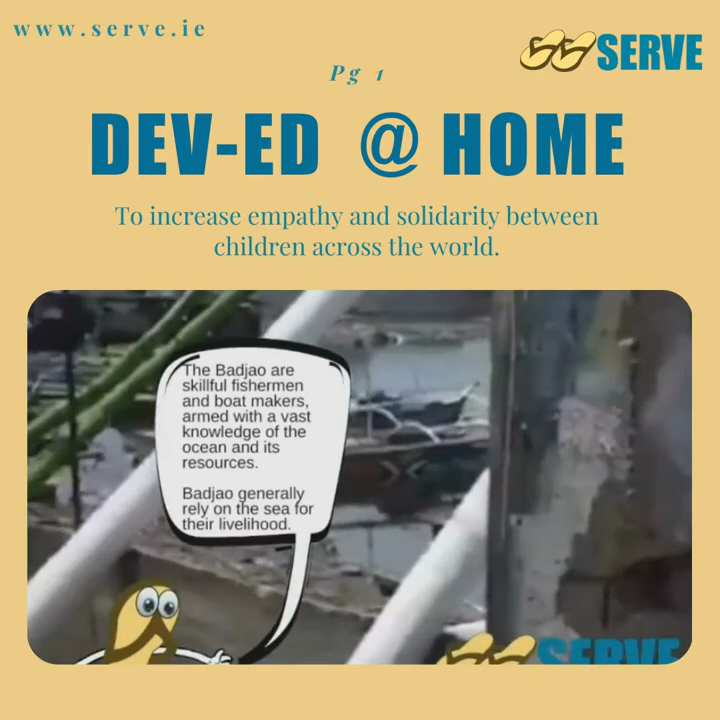 www.serve.ie
SERVE
Pg 1
DEV-ED @ HOME
To increase empathy and solidarity between
children across the world.
The Badjao are
skillful fishermen
and boat makers,
armed with a vast
knowledge of the
ocean and its
resources.
Badjao generally
rely on the sea for
their livelihood.
SERVE